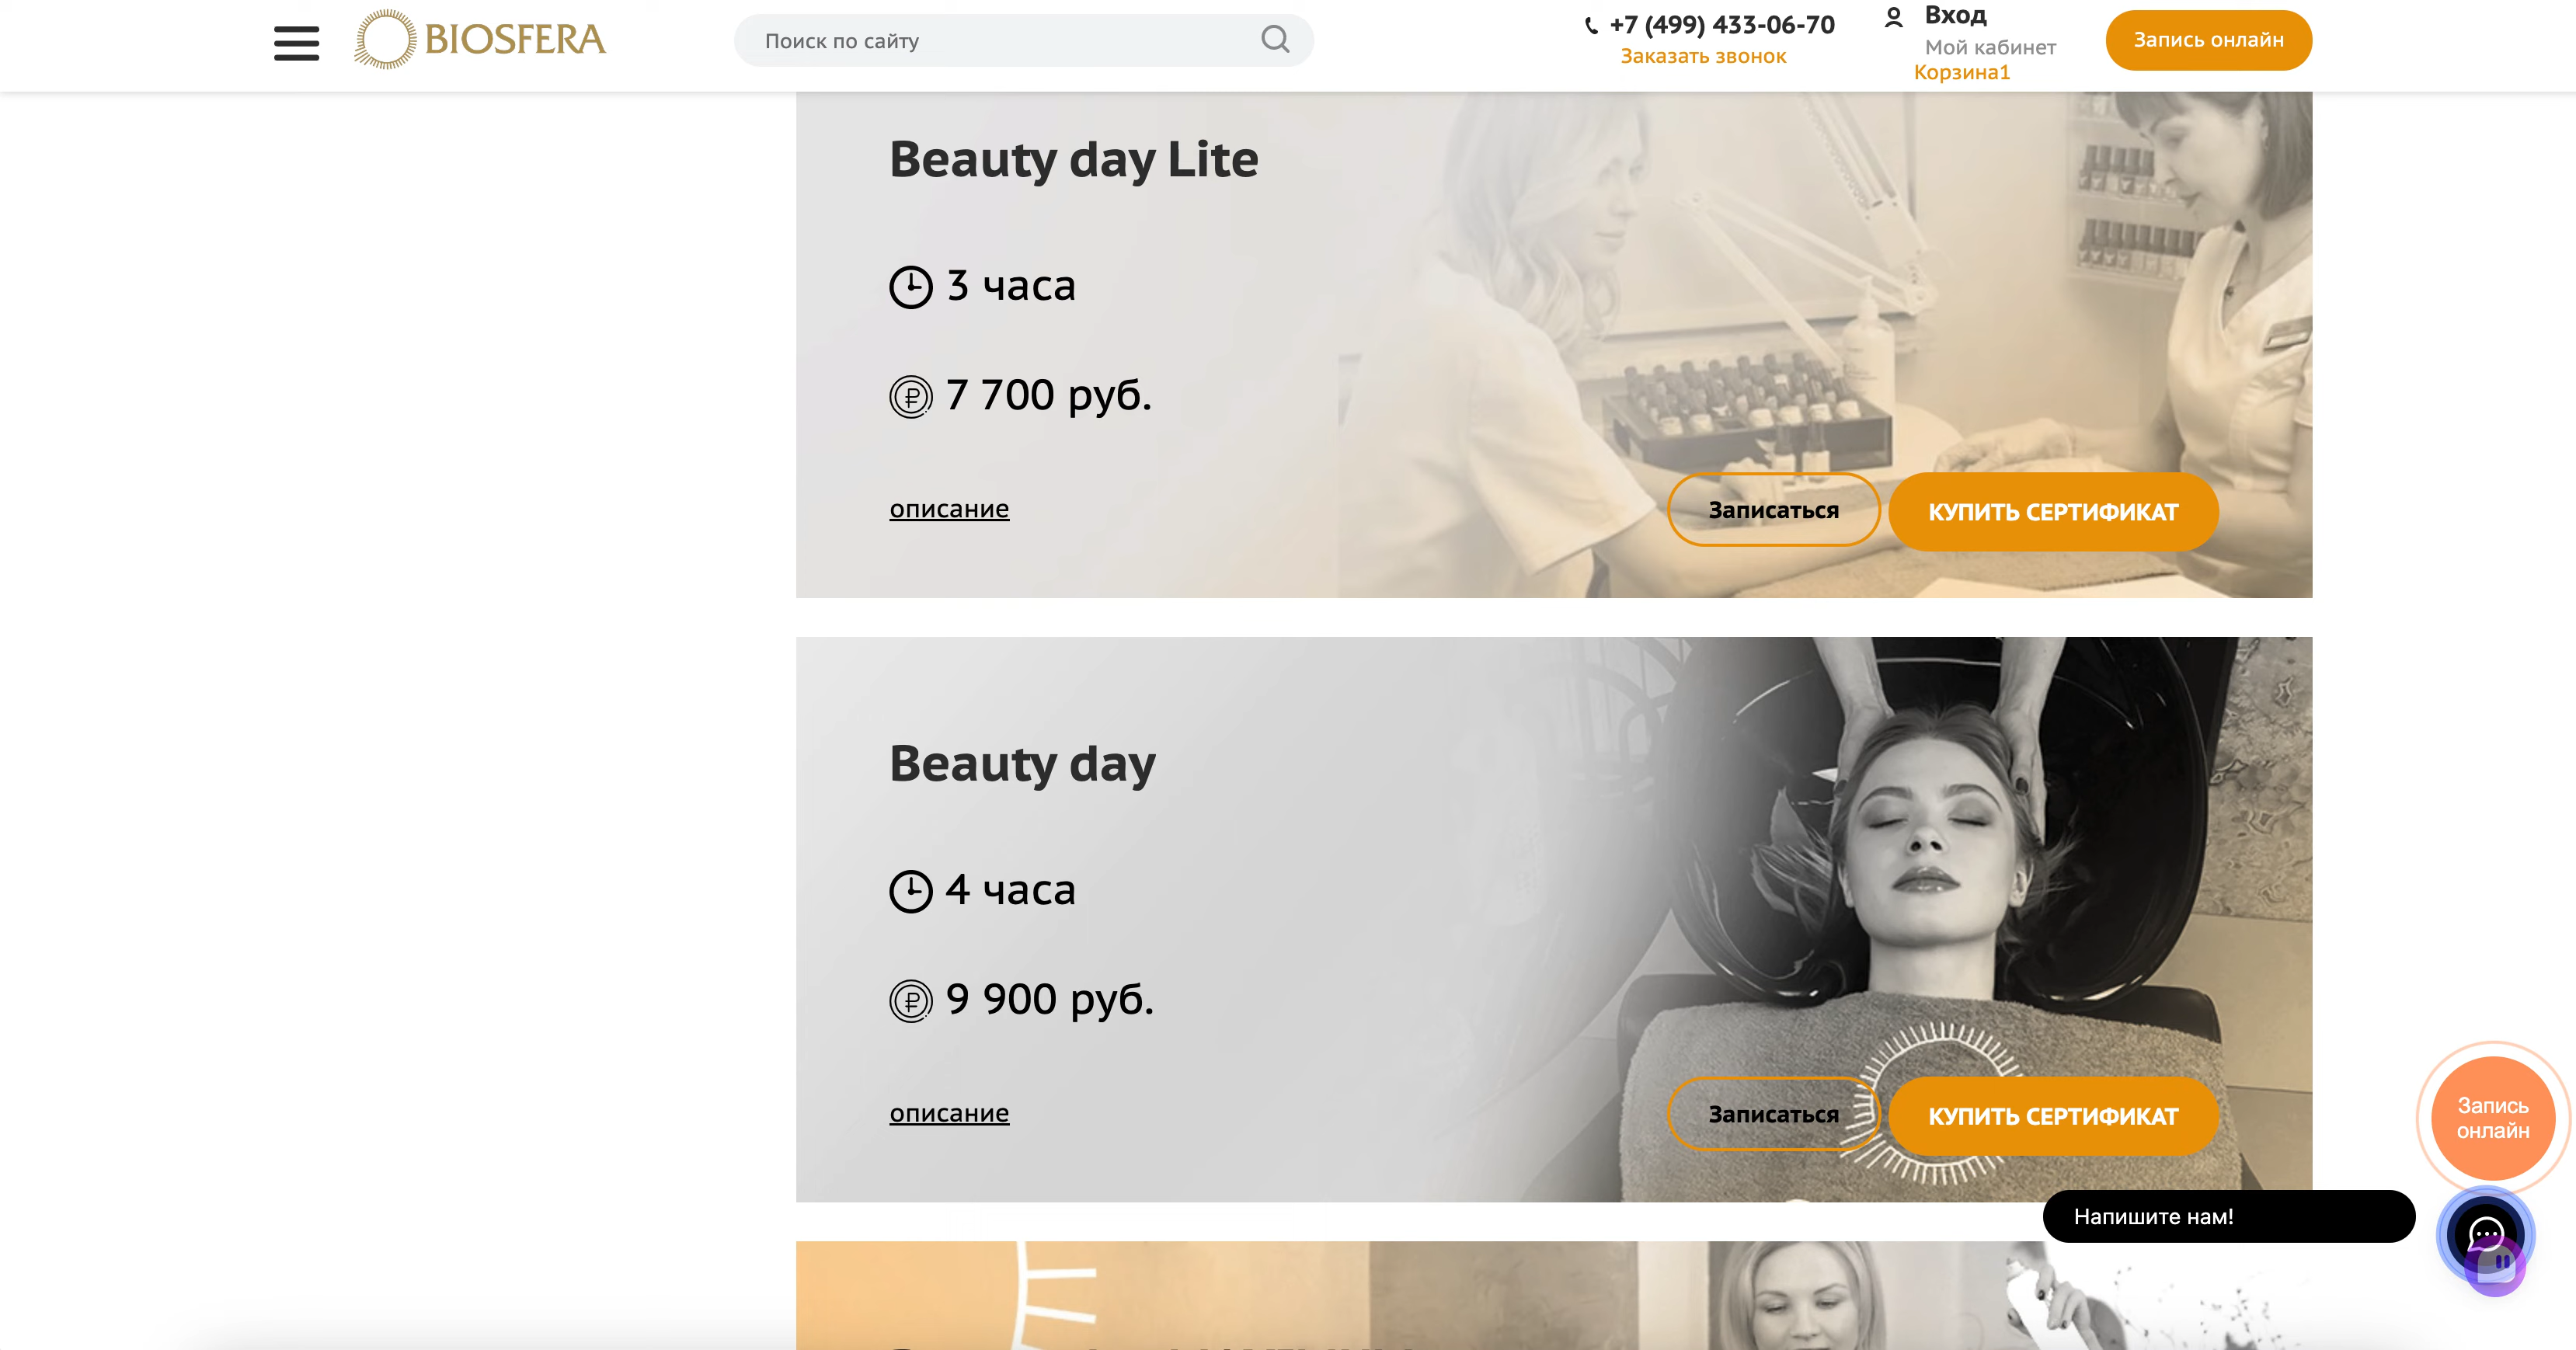 BIOSFERA
Поиск по сайту
+7 (499) 433-06-70
Заказать звонок
Вход
Мой кабинет
Корзина1
Запись онлайн
Beauty day Lite
3 часа
7 700 руб.
описание
Записаться
КУПИТЬ СЕРТИФИКАТ
Beauty day
4 часа
9 900 руб.
описание
Записаться
КУПИТЬ СЕРТИФИКАТ
Запись
онлайн
Напишите нам!